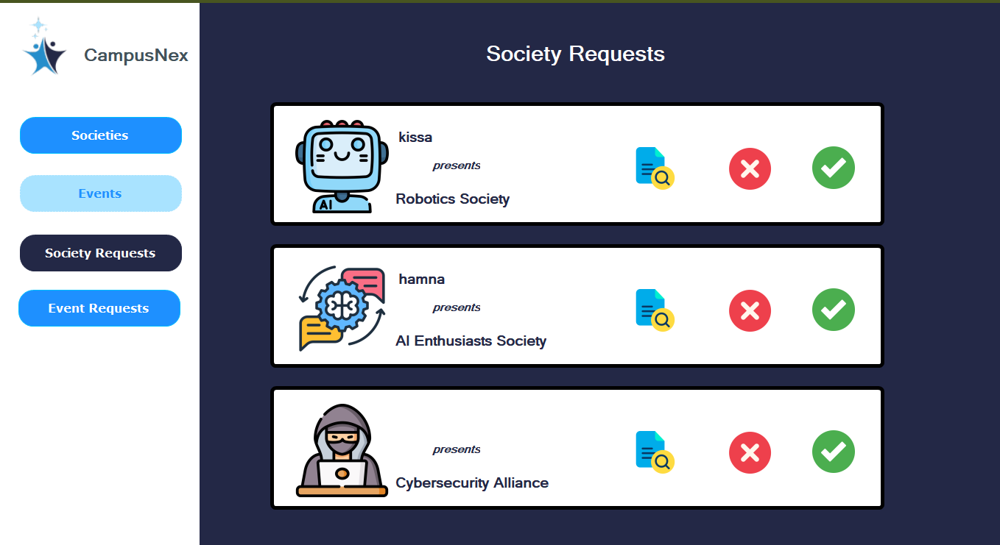 CampusNex
Society Requests
Societies
Events
Society Requests
Event Requests
kissa
presents
Robotics Society
AI
hamna
presents
AI Enthusiasts Society
presents
Cybersecurity Alliance